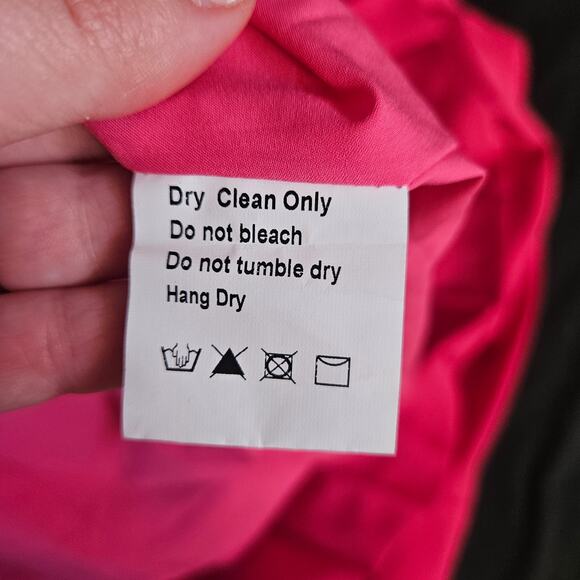 Dry Clean Only
Do not bleach
Do not tumble dry
Hang Dry